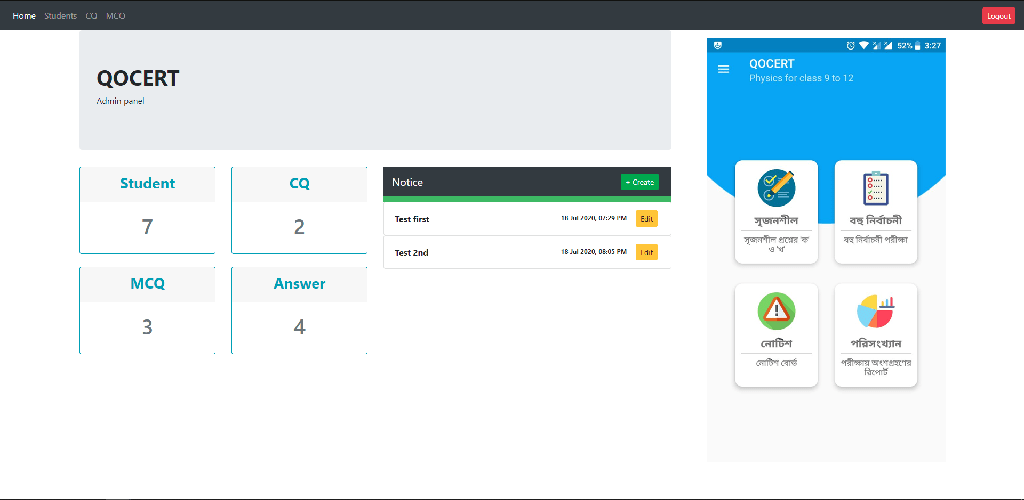 Home Students CQ MCQ Logout
QOCERT
Admin panel
Student
7
CQ
2
MCQ
3
Answer
4
Notice + Create
Test first 18 Jul 2020, 07:29 PM Edit
Test 2nd 18 Jul 2020, 08:05 PM Edit
52% 3:27
QOCERT
Physics for class 9 to 12
সৃজনশীল
সৃজনশীল প্রশ্নের 'ক'
ও 'খ'
বহু নির্বাচনী
বহু নির্বাচনী পরীক্ষা
নোটিশ
নোটিশ বোর্ড
পরিসংখ্যান
পরীক্ষায় অংশগ্রহণের
রিপোর্ট